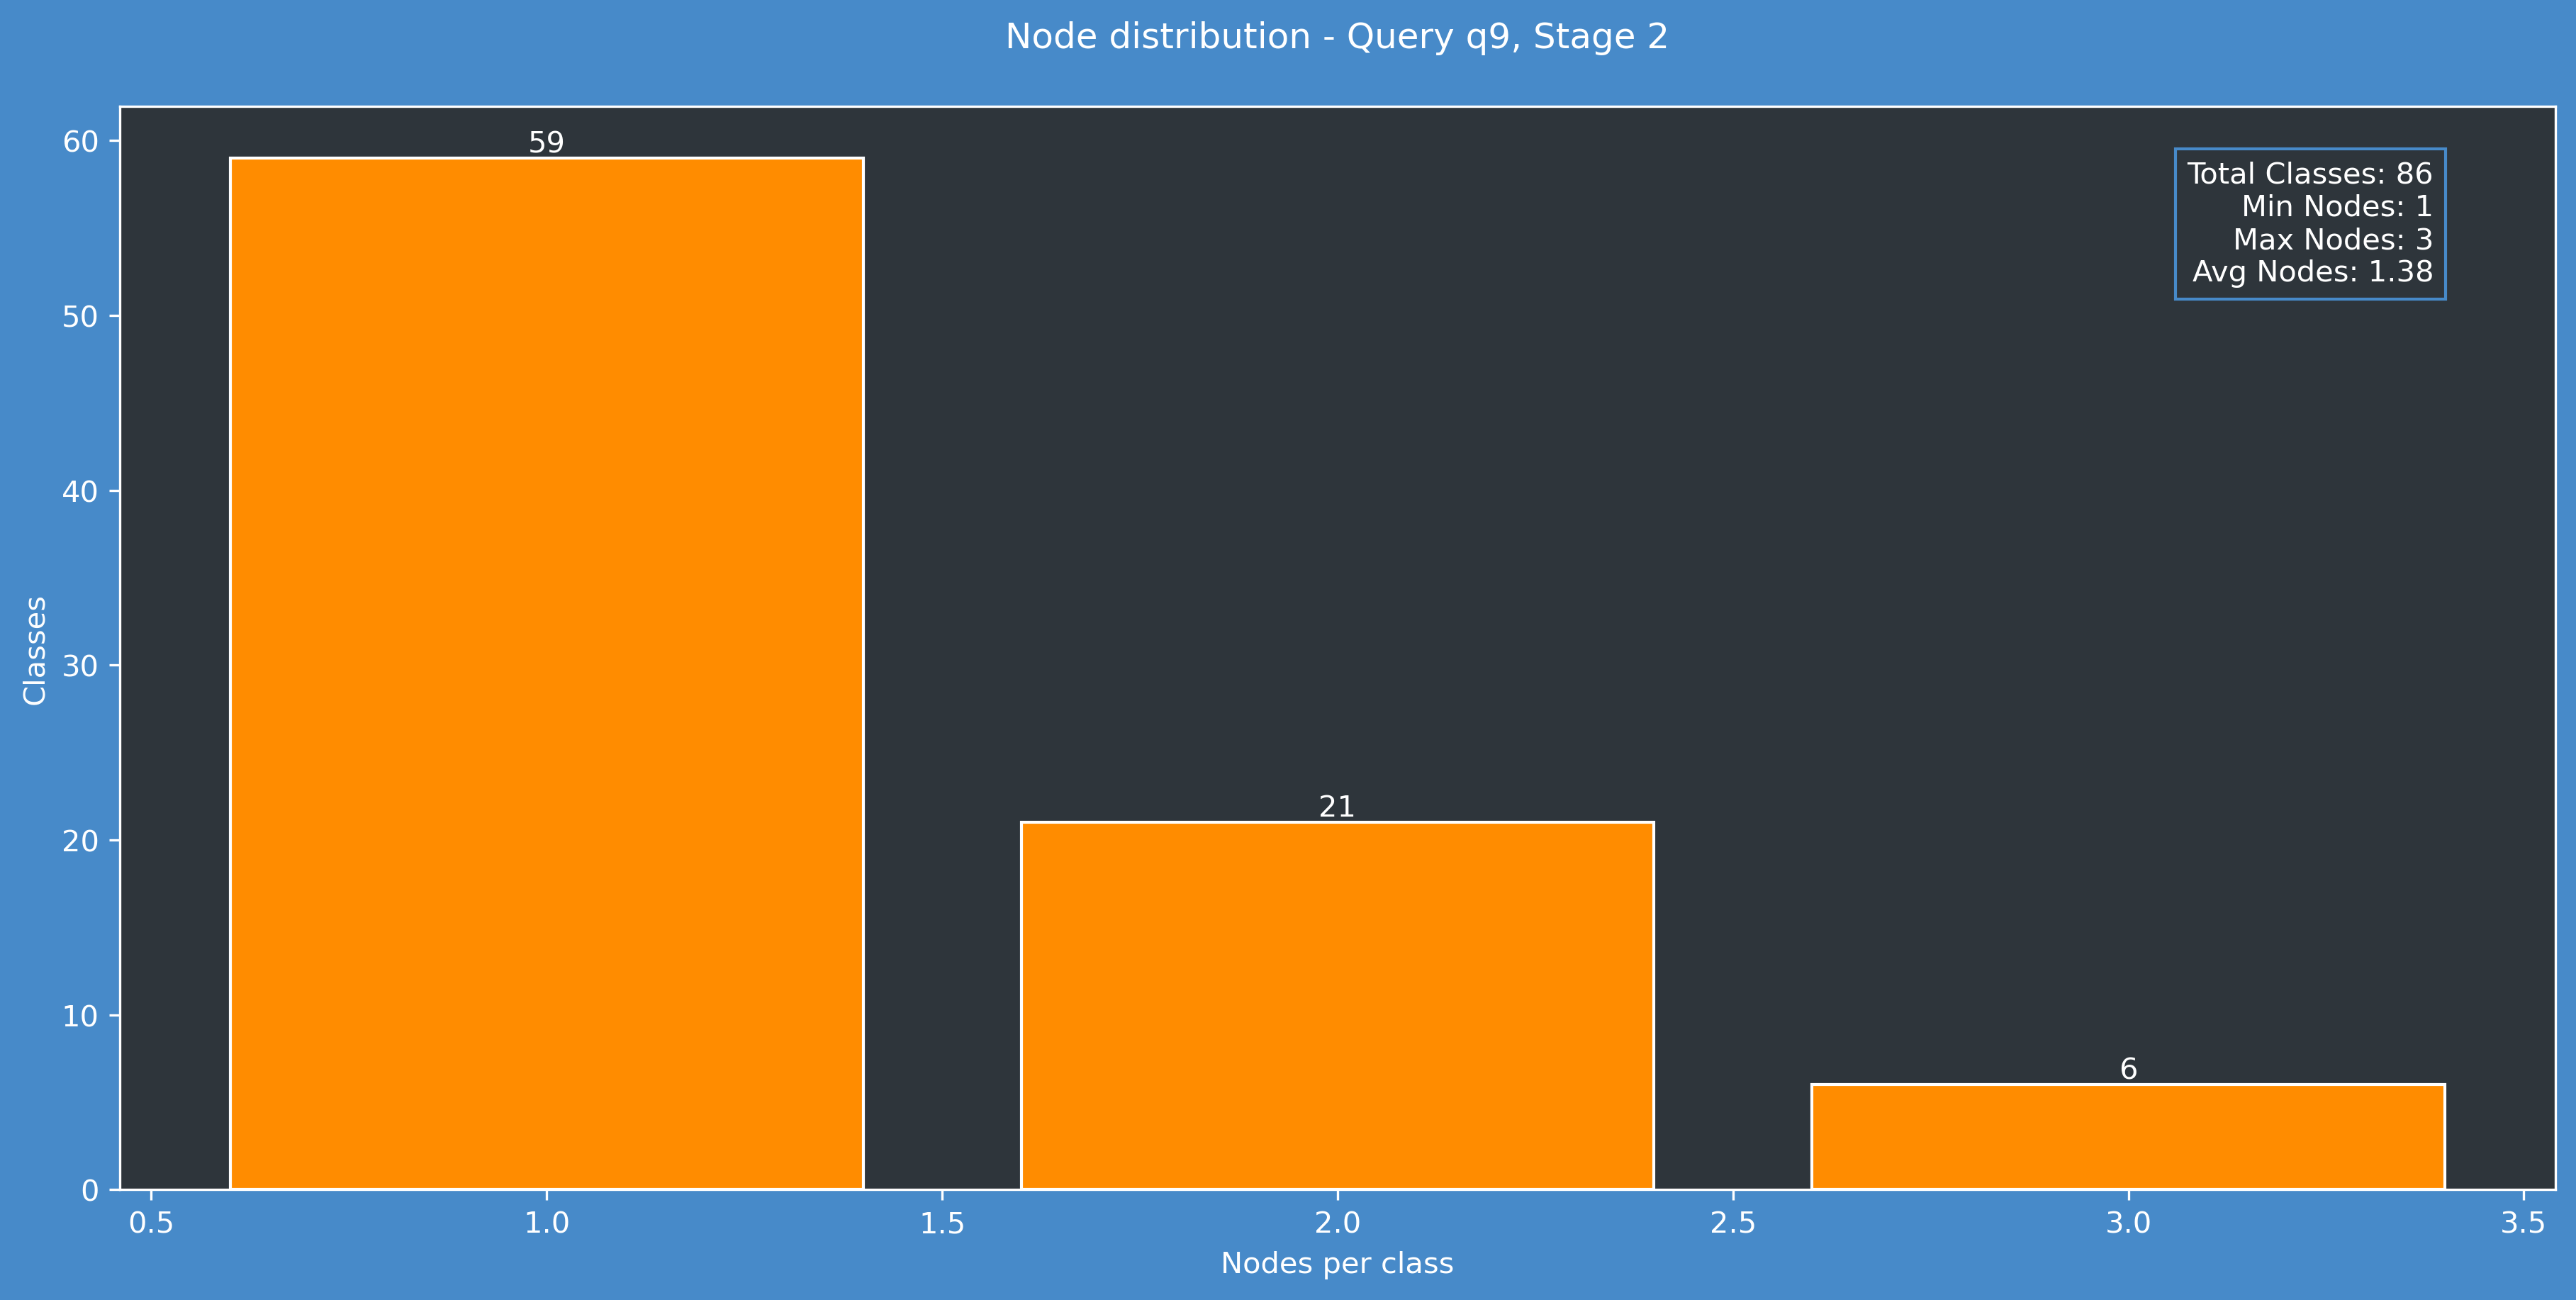 Node distribution - Query q9, Stage 2
60
50
40
30
20
10
0
Classes
59
21
6
Total Classes: 86
Min Nodes: 1
Max Nodes: 3
Avg Nodes: 1.38
0.5 1.0 1.5 2.0 2.5 3.0 3.5
Nodes per class